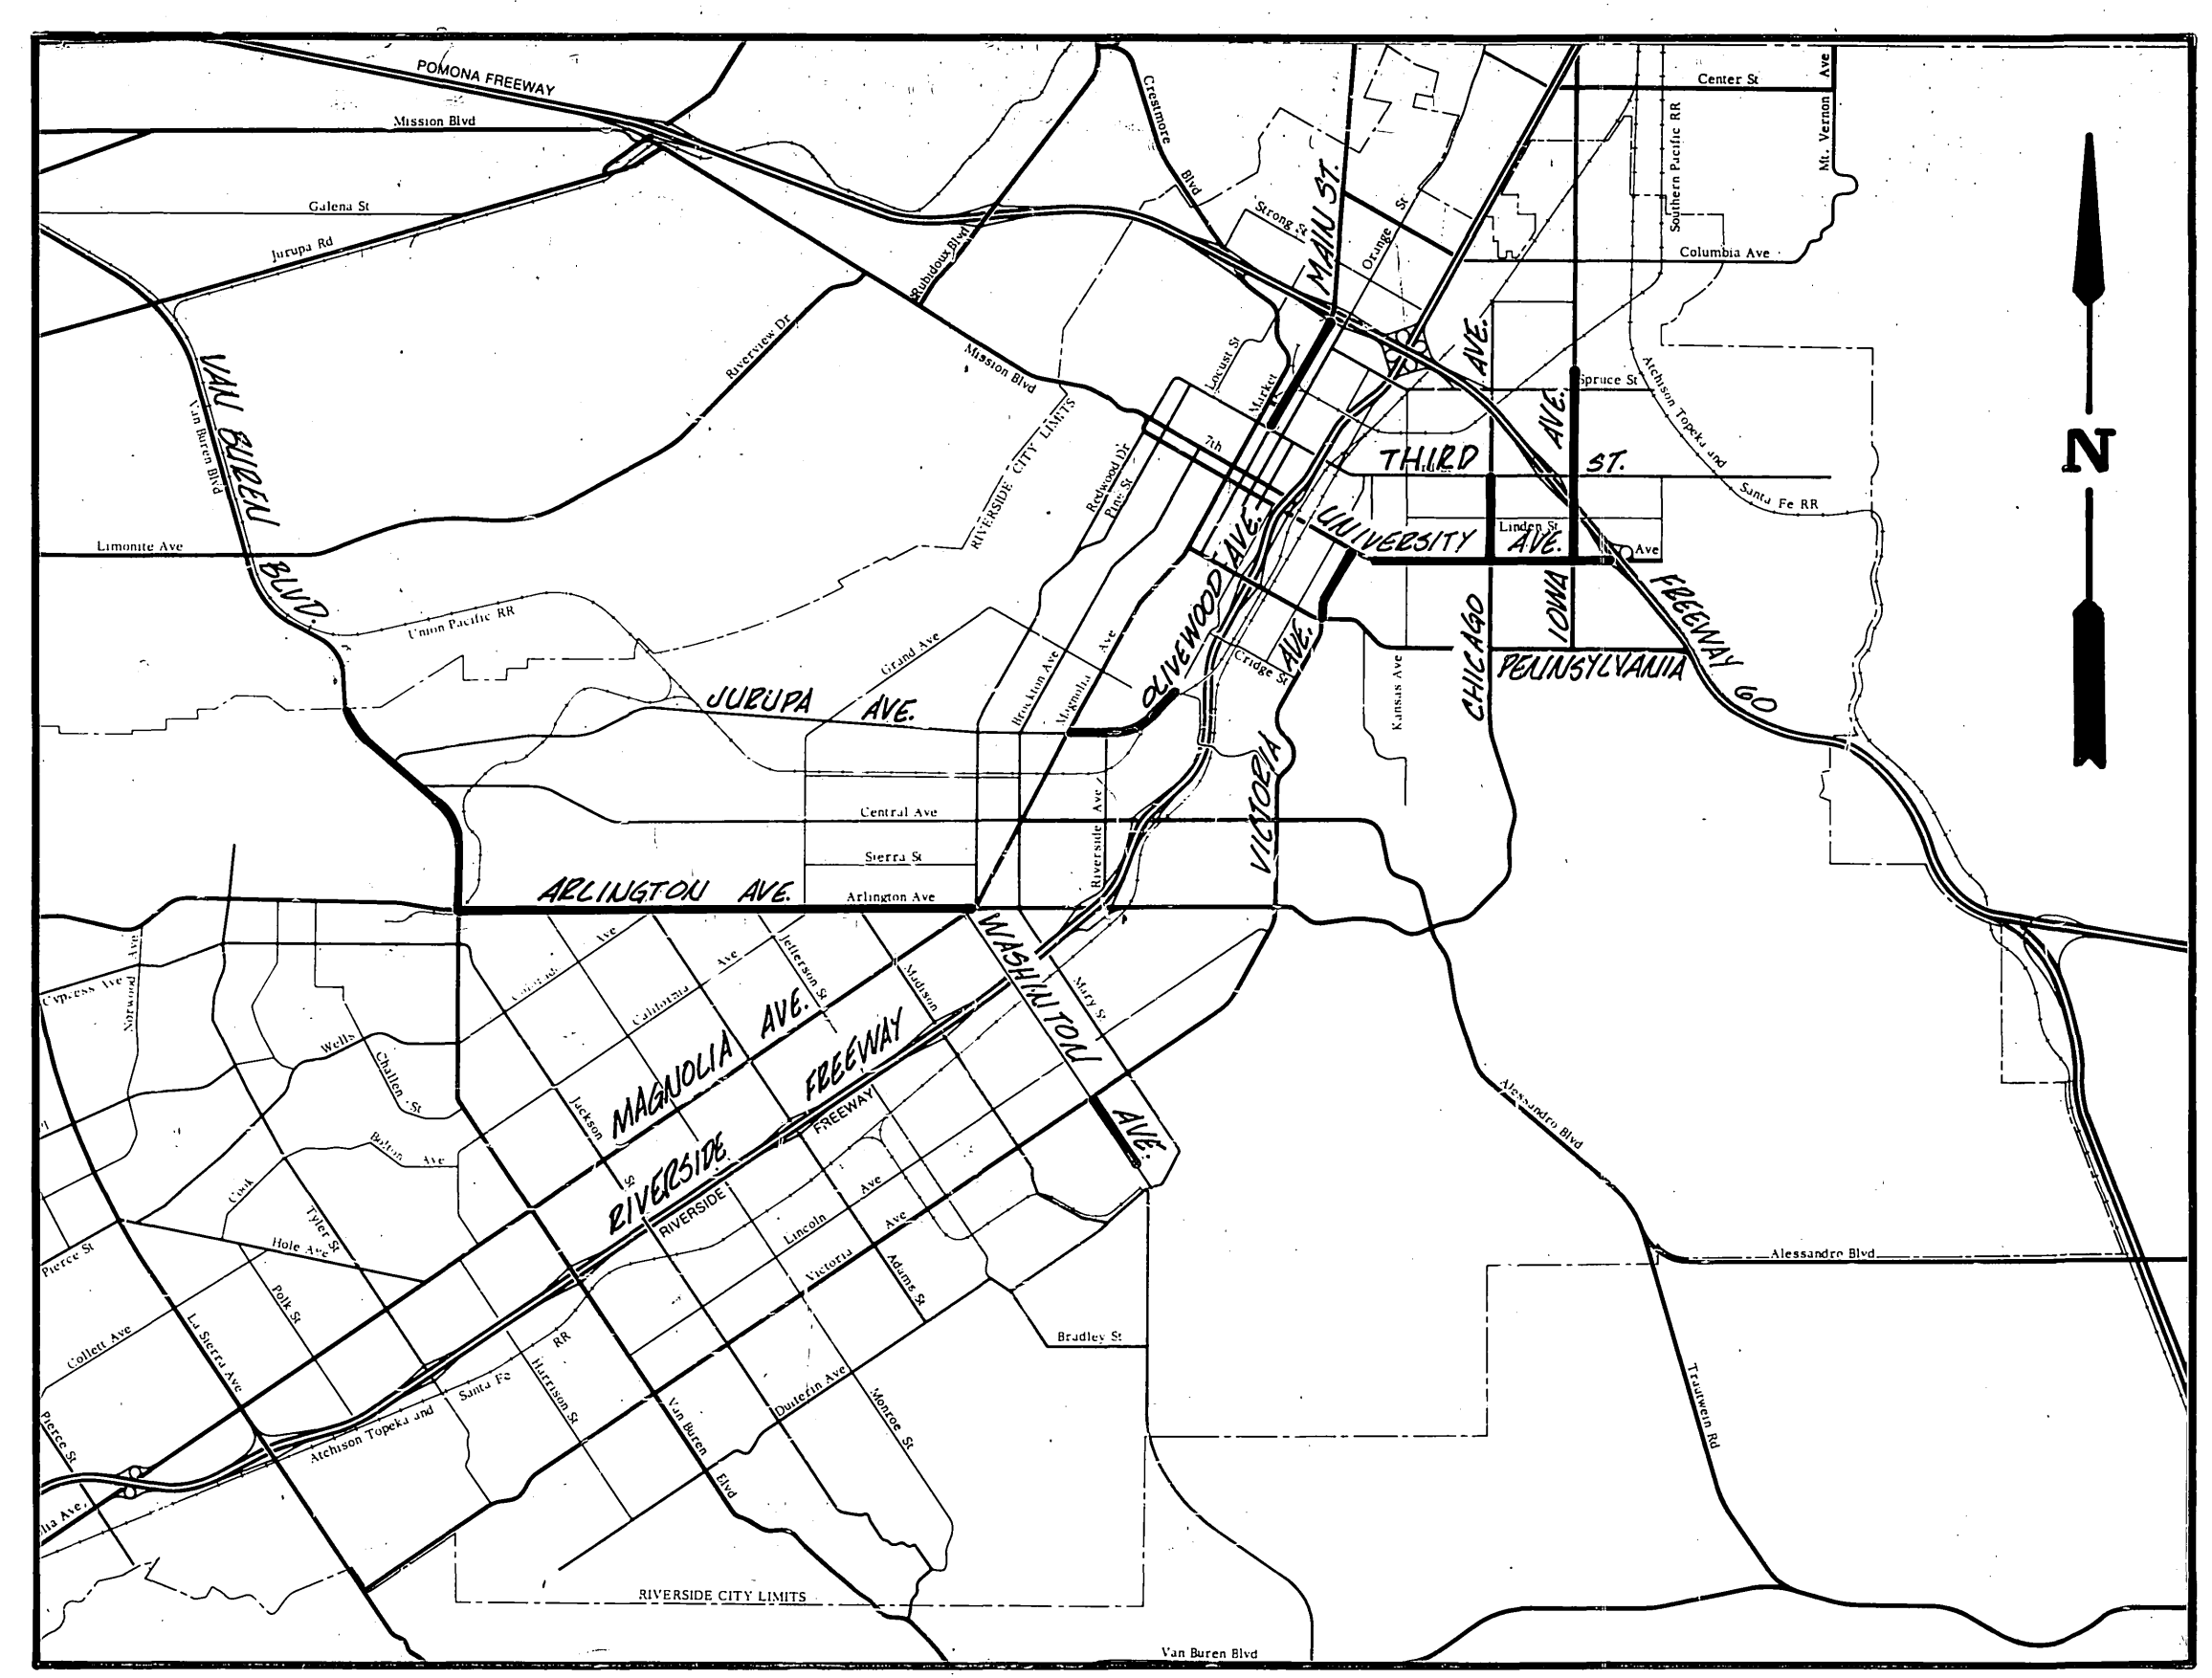 POMONA FREEWAY
Mission Blvd
Crestmore
Blvd
Center St
Mt. Vernon Ave
Southern Pacific RR
Galena St
Jurupa Rd
Rubidoux Blvd
Strong St
MAIN ST.
Orange St
Columbia Ave
N
VAN BUREN
BLVD.
Van Buren Blvd
Riverview Dr
Mission Blvd
Locust St
Market
AVE.
AVE.
Spruce St
Atchison Topeka and
Santa Fe RR
RIVERSIDE CITY LIMITS
Redwood Dr
Pine St
7th
THIRD ST.
Limonite Ave
UNIVERSITY AVE.
Linden St
Ave
Union Pacific RR
OLIVEWOOD AVE.
CHICAGO
IOWA
FREEWAY 60
PENNSYLVANIA
Grand Ave
Brockton Ave
Magnolia
Ave
Cridge St
AVE.
Kansas Ave
JURUPA AVE.
VICTORIA
Central Ave
Riverside Ave
Sierra St
ARLINGTON AVE.
Arlington Ave
WASHINTON
AVE.
Cypress Ave
Norwood Ave
Ave
California Ave
Jefferson St
Madison
Mary St
MAGNOLIA AVE.
RIVERSIDE FREEWAY
RIVERSIDE
FREEWAY
Wells
Challen St
Jackson
St
Bolton Ave
Cook
Tyler St
Hole Ave
Pierce St
Polk St
La Sierra Ave
Collett Ave
Lincoln Ave
Victoria Ave
Adams St
Alessandro Blvd
Alessandro Blvd
Bradley St
Harrison St
Atchison Topeka and
Santa Fe
RR
Van Buren
Blvd
Dufferin Ave
Monroe St
Trautwein Rd
Pierce St
lia Ave.
RIVERSIDE CITY LIMITS
Van Buren Blvd